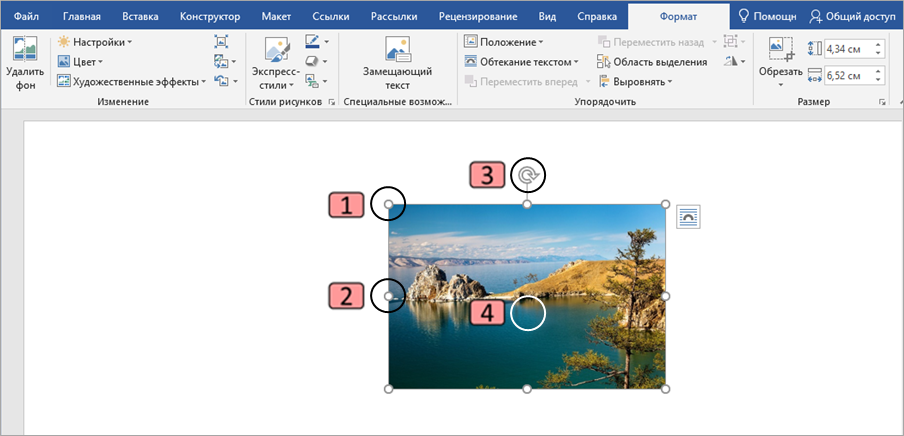 Файл Главная Вставка Конструктор Макет Ссылки Рассылки Рецензирование Вид Справка Формат Помощн Общий доступ
Удалить фон
Настройки
Цвет
Художественные эффекты
Изменение
Экспресс-стили
Стили рисунков
Замещающий текст
Специальные возмож...
Положение
Обтекание текстом
Переместить вперед
Переместить назад
Область выделения
Выровнять
Упорядочить
Обрезать
4,34 см
6,52 см
Размер
3
1
2
4